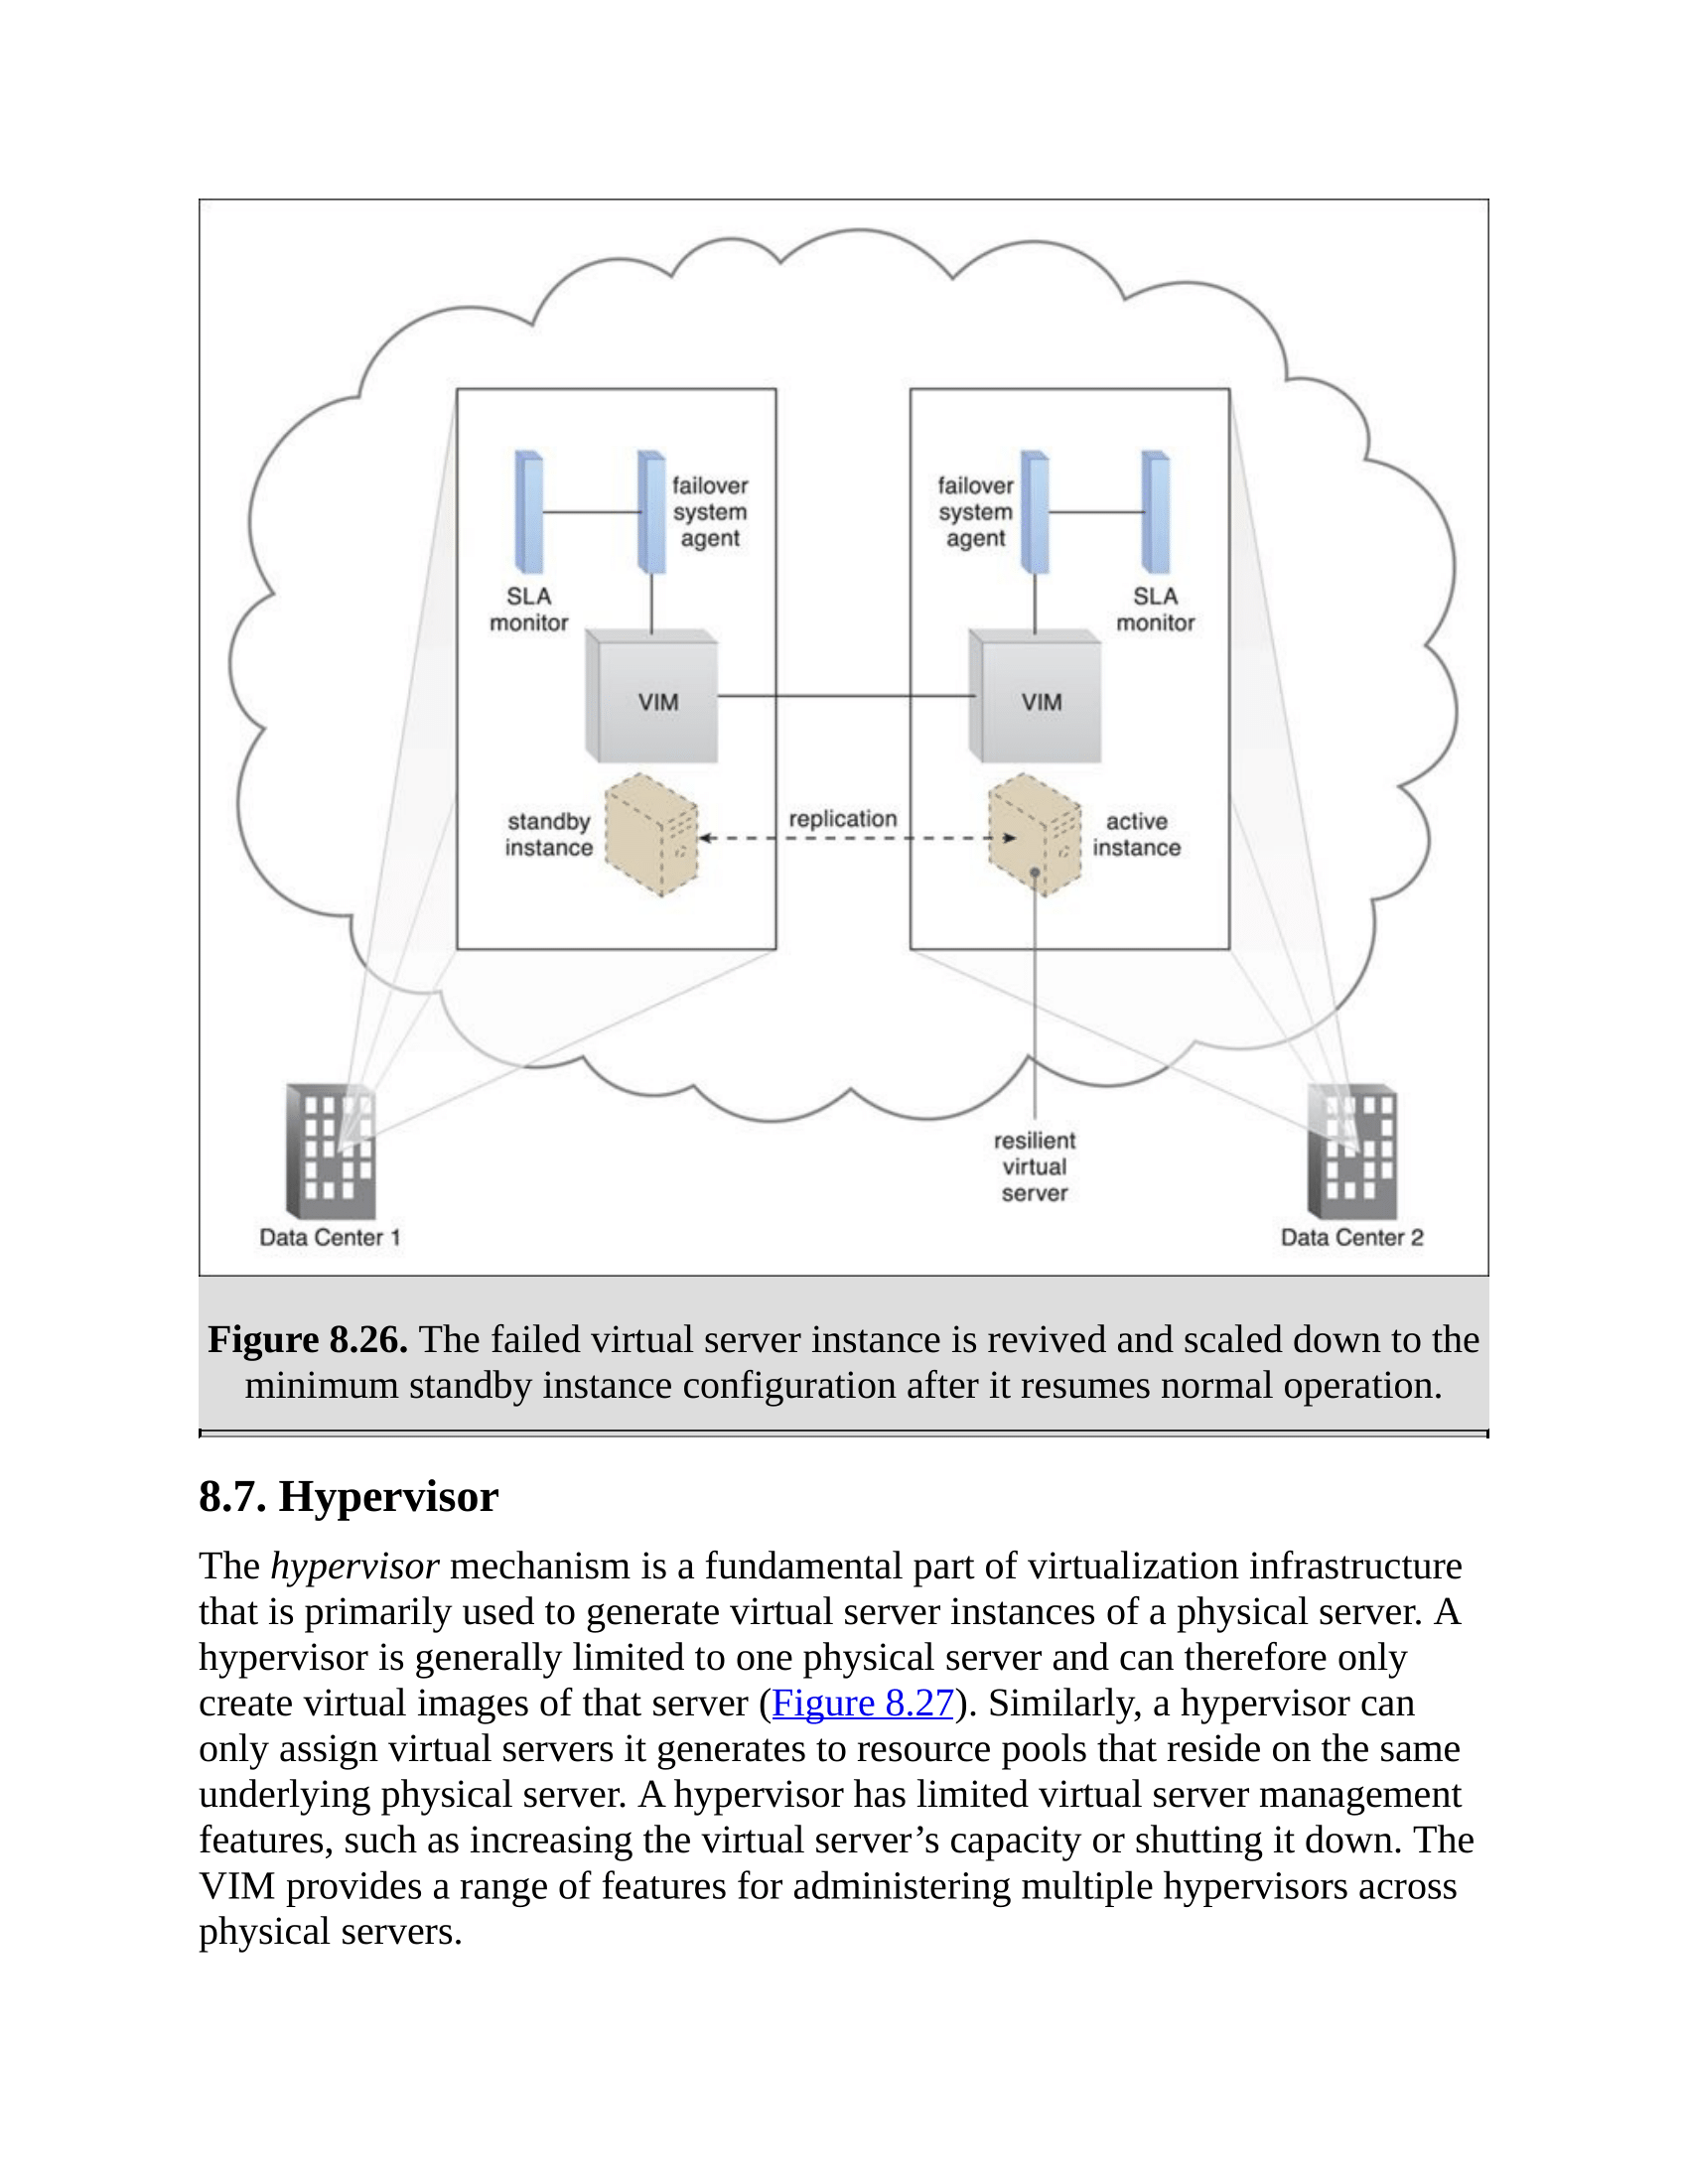 failover
system
agent
SLA
monitor
failover
system
agent
SLA
monitor
VIM
VIM
standby
instance
replication
active
instance
resilient
virtual
server
Data Center 1
Data Center 2
Figure 8.26. The failed virtual server instance is revived and scaled down to the
minimum standby instance configuration after it resumes normal operation.
8.7. Hypervisor
The hypervisor mechanism is a fundamental part of virtualization infrastructure
that is primarily used to generate virtual server instances of a physical server. A
hypervisor is generally limited to one physical server and can therefore only
create virtual images of that server (Figure 8.27). Similarly, a hypervisor can
only assign virtual servers it generates to resource pools that reside on the same
underlying physical server. A hypervisor has limited virtual server management
features, such as increasing the virtual server’s capacity or shutting it down. The
VIM provides a range of features for administering multiple hypervisors across
physical servers.